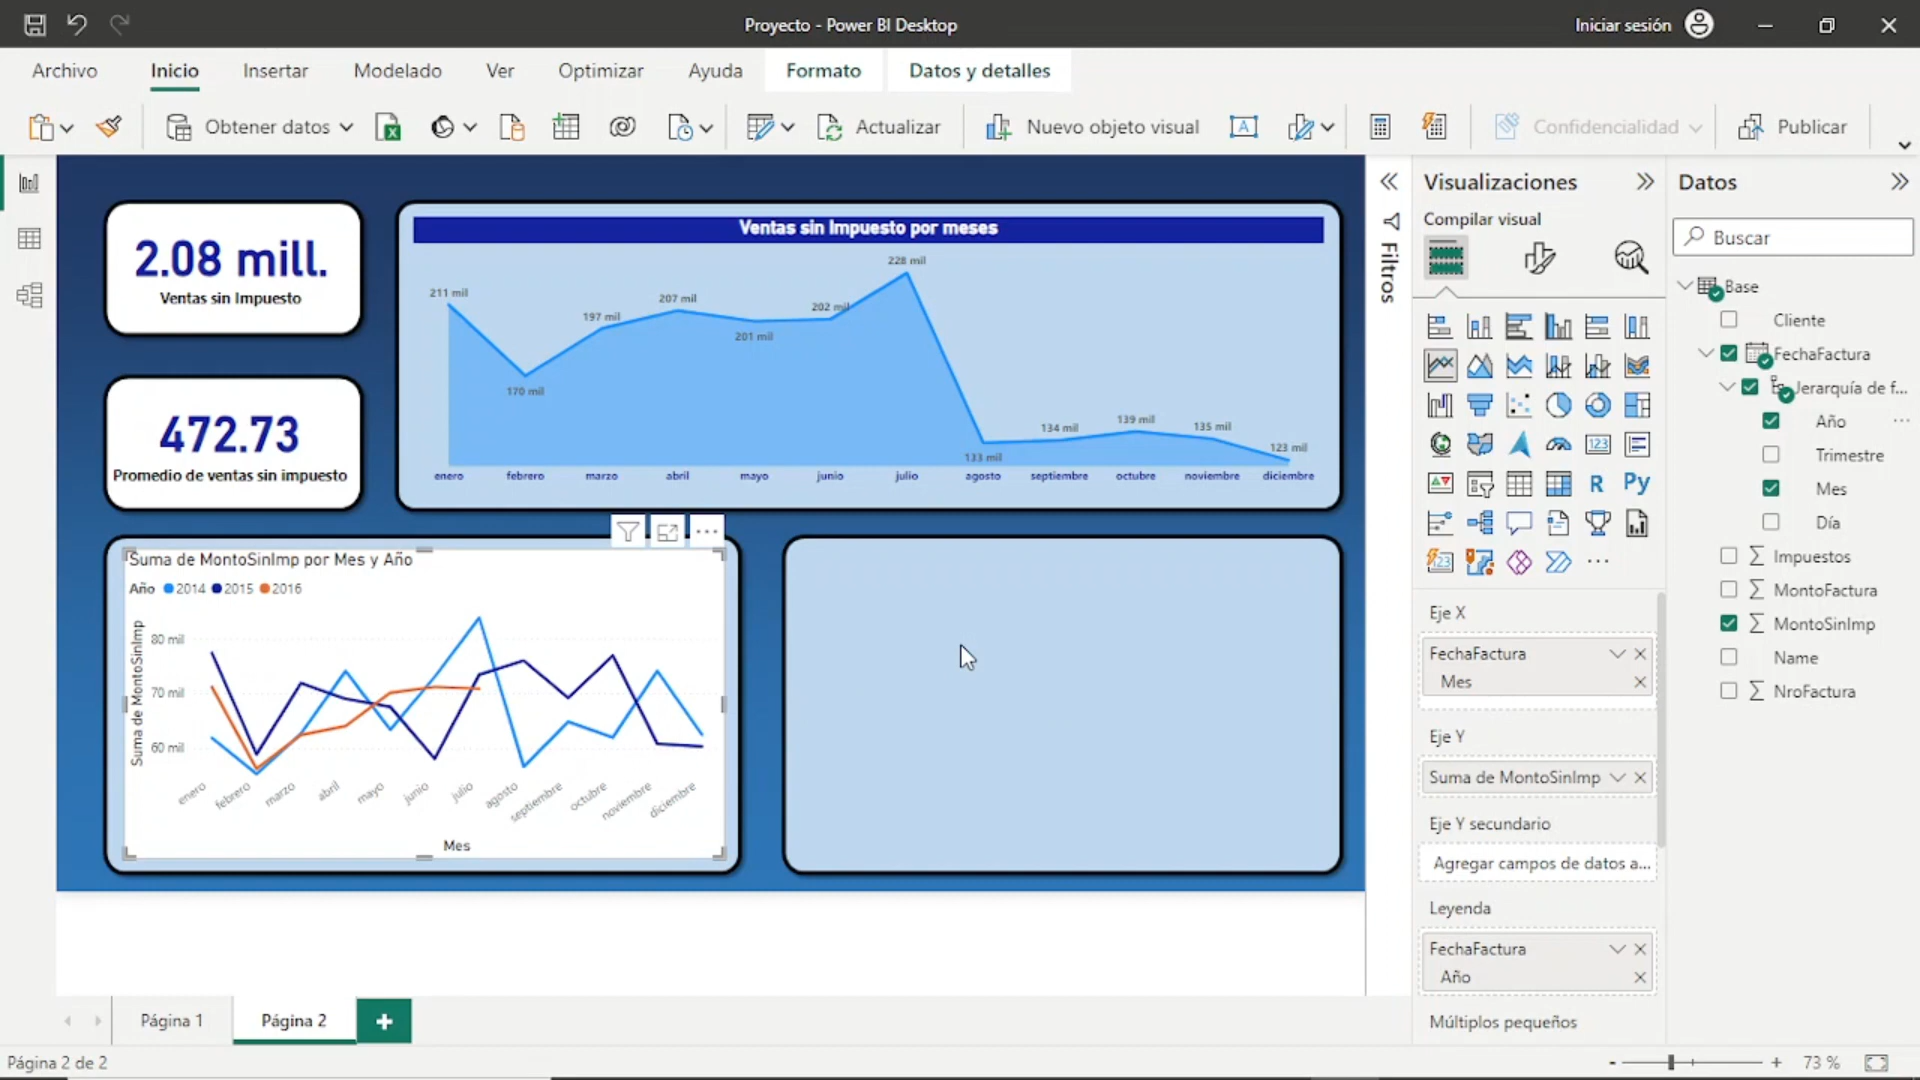 Proyecto - Power BI Desktop
Iniciar sesión
Archivo
Inicio
Insertar
Modelado
Ver
Optimizar
Ayuda
Formato
Datos y detalles
Obtener datos
Actualizar
Nuevo objeto visual
Confidencialidad
Publicar
2.08 mill.
Ventas sin Impuesto
472.73
Promedio de ventas sin impuesto
Ventas sin Impuesto por meses
211 mil
170 mil
197 mil
207 mil
201 mil
202 mil
228 mil
133 mil
134 mil
139 mil
135 mil
123 mil
enero
febrero
marzo
abril
mayo
junio
julio
agosto
septiembre
octubre
noviembre
diciembre
Suma de MontoSinImp por Mes y Año
Año 2014 2015 2016
Suma de MontoSinImp
80 mil
70 mil
60 mil
enero
febrero
marzo
abril
mayo
junio
julio
agosto
septiembre
octubre
noviembre
diciembre
Mes
Filtros
Visualizaciones
Compilar visual
123
R
Py
123
Eje X
FechaFactura
Mes
Eje Y
Suma de MontoSinImp
Eje Y secundario
Agregar campos de datos a...
Leyenda
FechaFactura
Año
Múltiplos pequeños
Datos
Buscar
Base
Cliente
FechaFactura
Jerarquía de f...
Año
Trimestre
Mes
Día
Impuestos
MontoFactura
MontoSinImp
Name
NroFactura
Página 1
Página 2
Página 2 de 2
- + 73 %